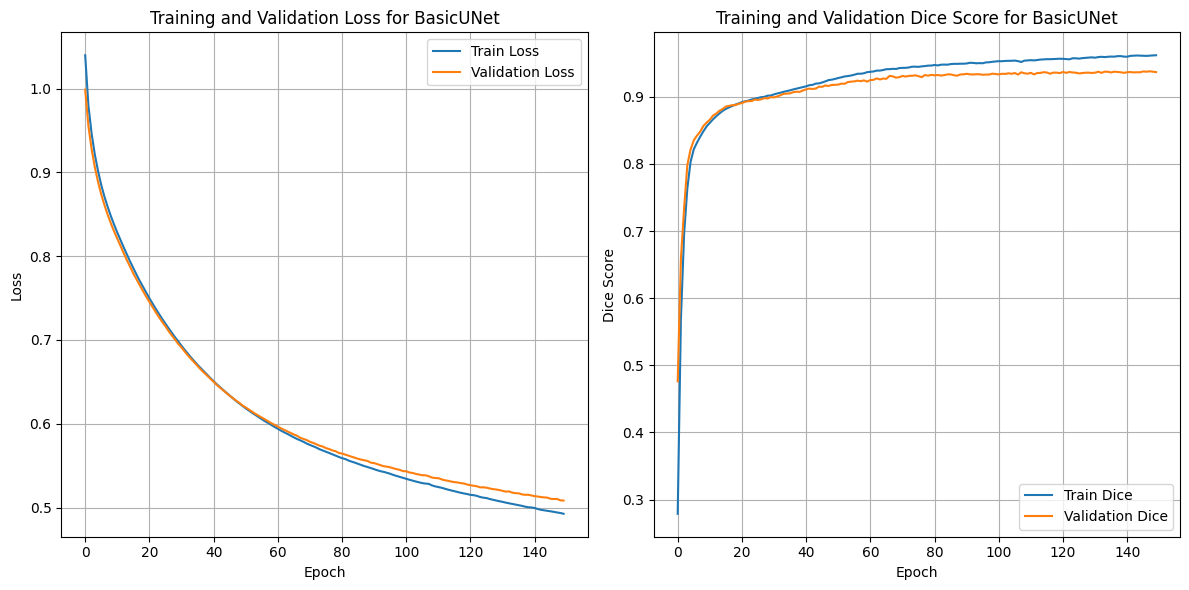 Training and Validation Loss for BasicUNet
Train Loss
Validation Loss
1.0
0.9
0.8
0.7
0.6
0.5
Loss
0 20 40 60 80 100 120 140
Epoch
Training and Validation Dice Score for BasicUNet
0.9
0.8
0.7
0.6
0.5
0.4
0.3
Dice Score
Train Dice
Validation Dice
0 20 40 60 80 100 120 140
Epoch